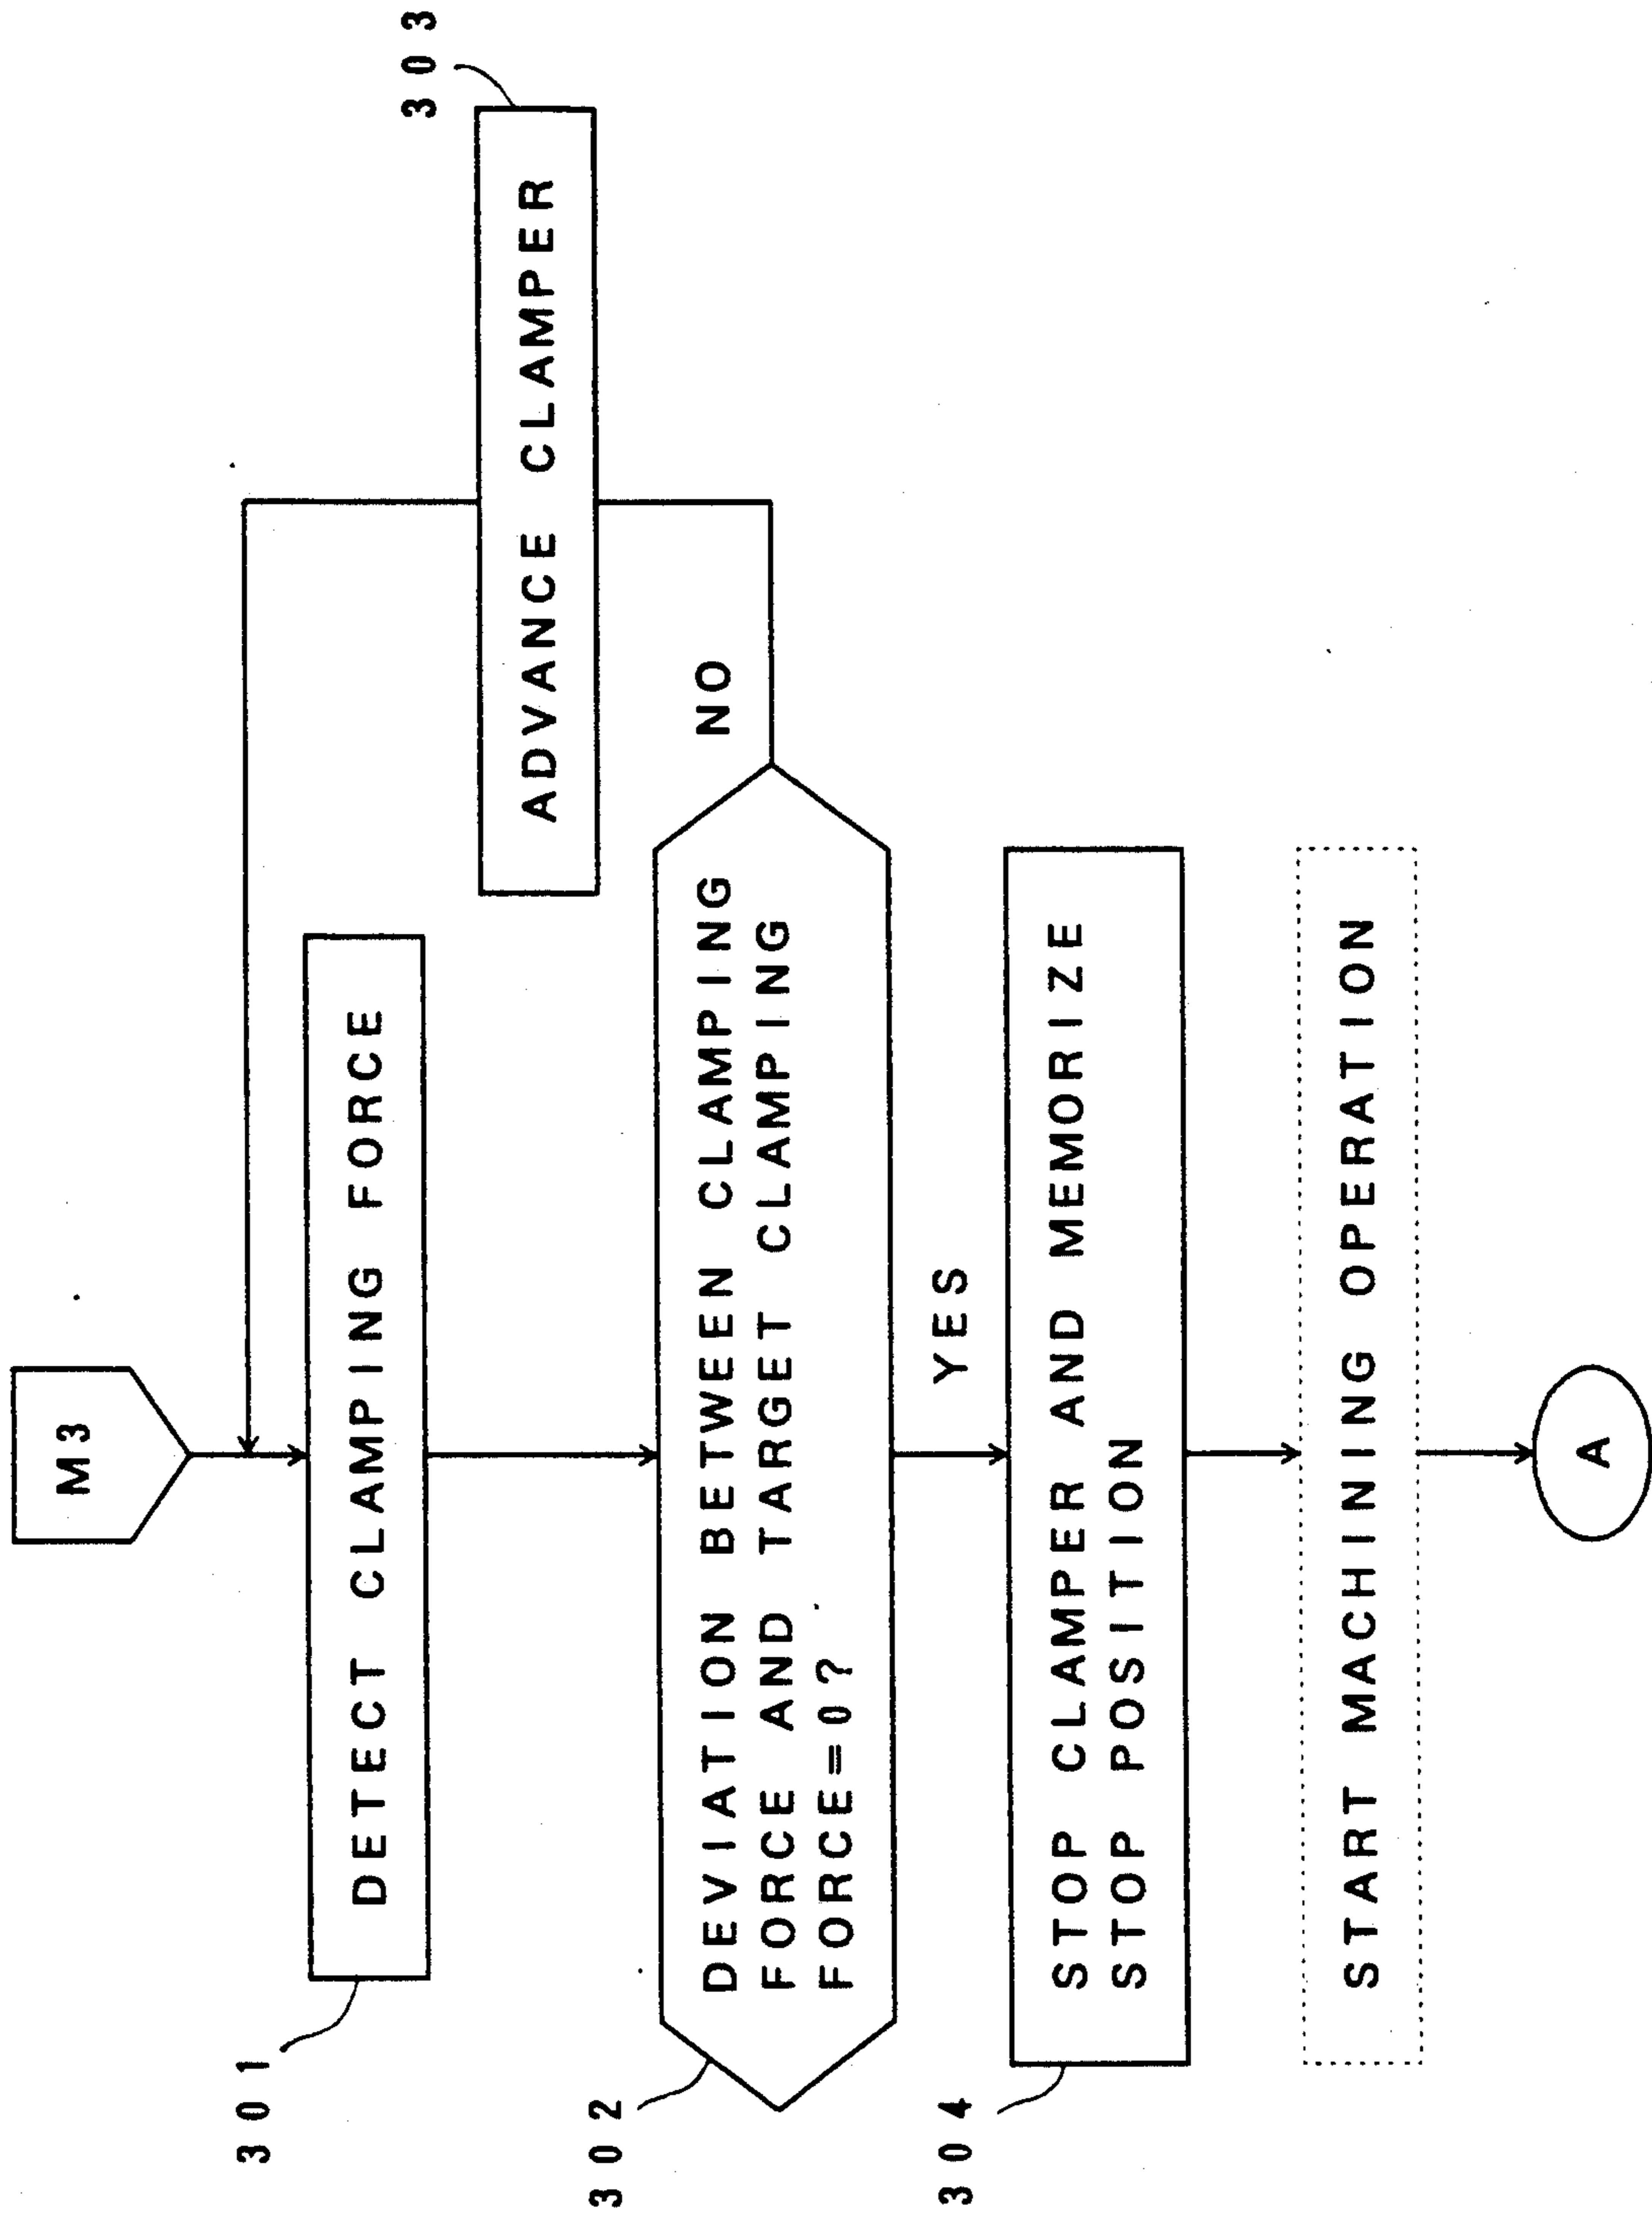 M3
301
DETECT CLAMPING FORCE
303
ADVANCE CLAMPER
302
DEVIATION BETWEEN CLAMPING
FORCE AND TARGET CLAMPING
FORCE=0?
NO
YES
304
STOP CLAMPER AND MEMORIZE
STOP POSITION
START MACHINING OPERATION
A